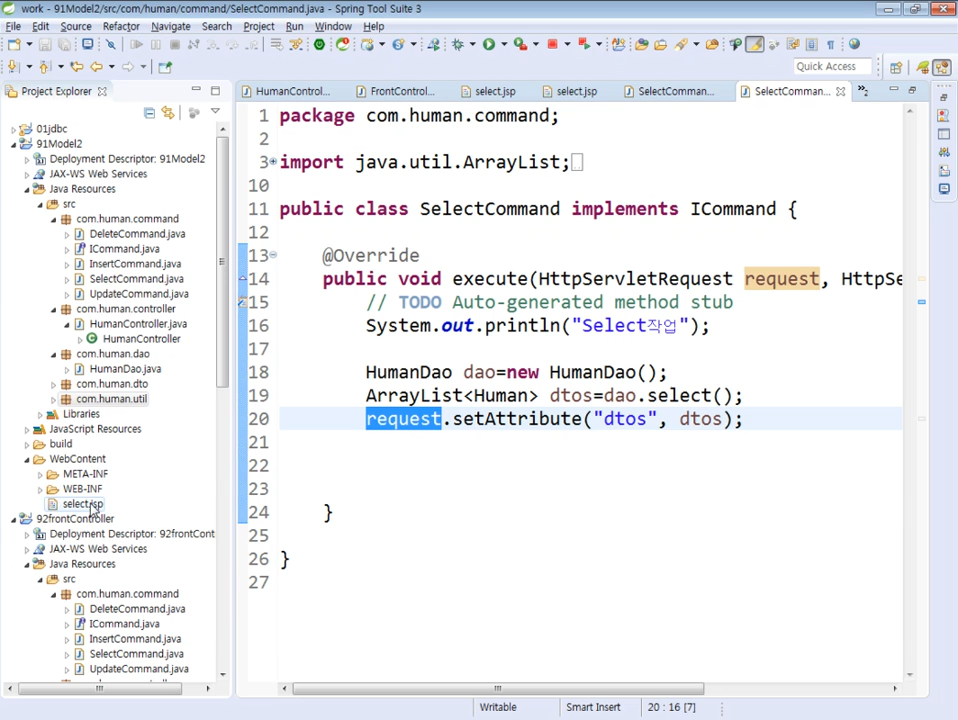 work - 91Model2/src/com/human/command/SelectCommand.java - Spring Tool Suite 3
File Edit Source Refactor Navigate Search Project Run Window Help
Quick Access
Project Explorer
HumanControl... FrontControl... select.jsp select.jsp SelectComman... SelectComman... »2
01jdbc
91Model2
Deployment Descriptor: 91Model2
JAX-WS Web Services
Java Resources
src
com.human.command
DeleteCommand.java
ICommand.java
InsertCommand.java
SelectCommand.java
UpdateCommand.java
com.human.controller
HumanController.java
HumanController
com.human.dao
HumanDao.java
com.human.dto
com.human.util
Libraries
JavaScript Resources
build
WebContent
META-INF
WEB-INF
select.jsp
92frontController
Deployment Descriptor: 92frontCont
JAX-WS Web Services
Java Resources
src
com.human.command
DeleteCommand.java
ICommand.java
InsertCommand.java
SelectCommand.java
UpdateCommand.java
1 package com.human.command;
2
3 import java.util.ArrayList;
10
11 public class SelectCommand implements ICommand {
12
13 @Override
14 public void execute(HttpServletRequest request, HttpSe
15 // TODO Auto-generated method stub
16 System.out.println("Select작업");
17
18 HumanDao dao=new HumanDao();
19 ArrayList<Human> dtos=dao.select();
20 request.setAttribute("dtos", dtos);
21
22
23
24 }
25
26 }
27
Writable Smart Insert 20 : 16 [7]